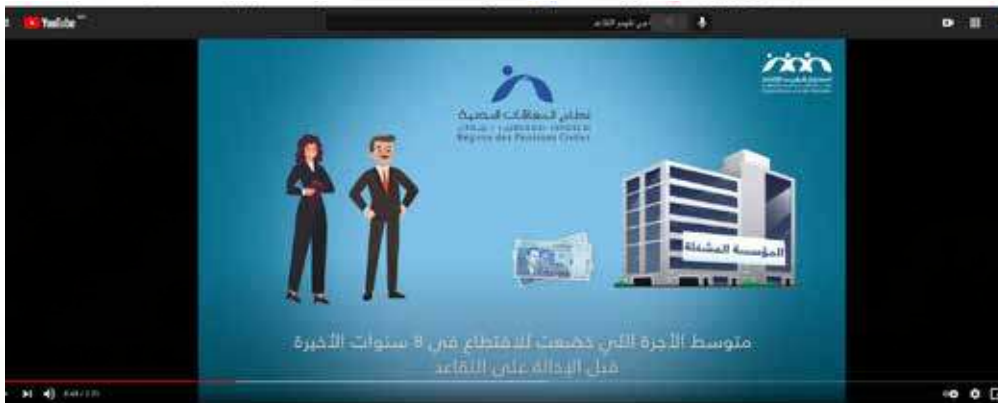 YouTube
نظام المعاشات المدنية
Régime des Pensions Civiles
المؤسسة المشغلة
متوسط الأجرة اللي خضعت للاقتطاع في 8 سنوات الأخيرة
قبل الإحالة على التقاعد